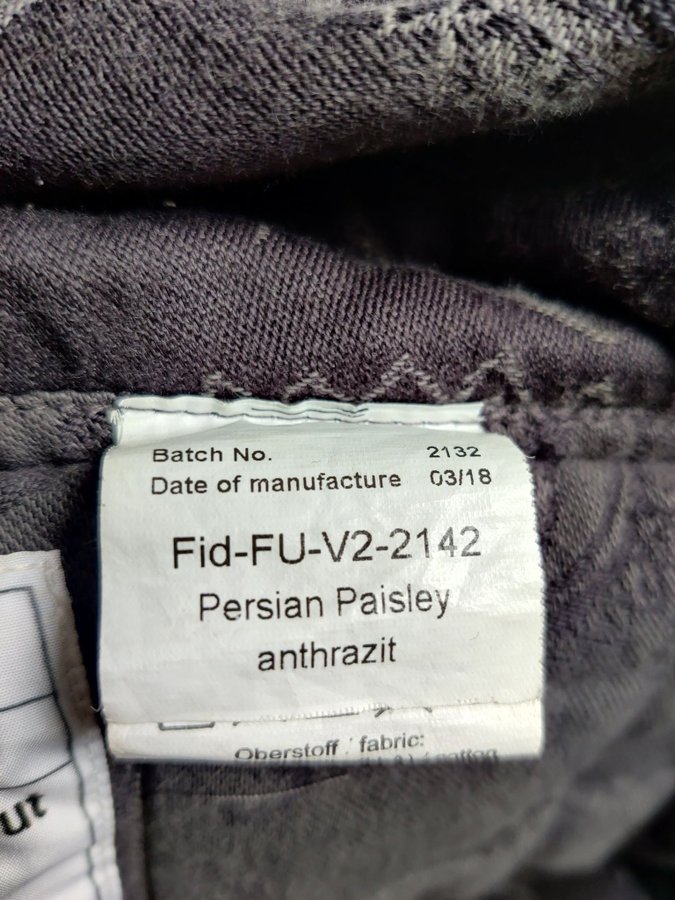 Batch No. 2132
Date of manufacture 03/18
Fid-FU-V2-2142
Persian Paisley
anthrazit
Oberstoff / fabric: